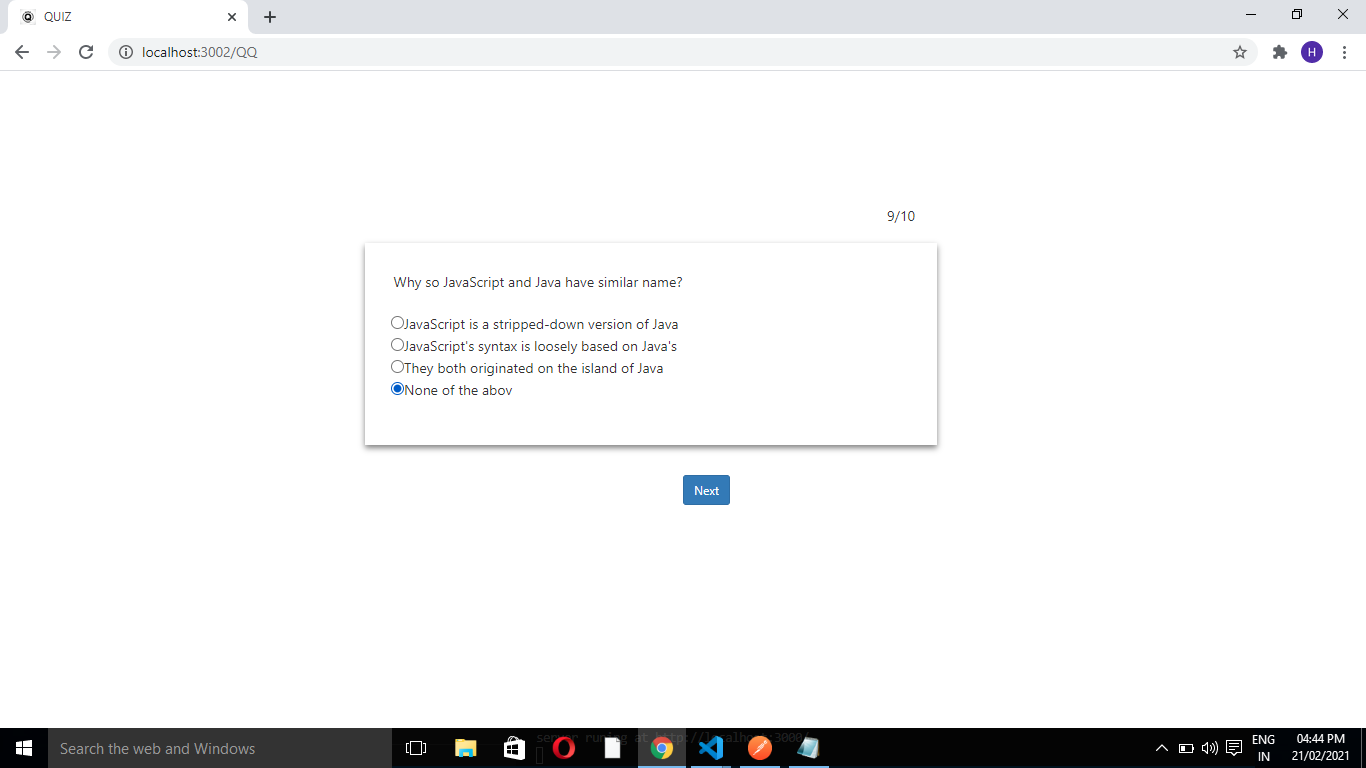 QUIZ
localhost:3002/QQ
H
9/10
Why so JavaScript and Java have similar name?
JavaScript is a stripped-down version of Java
JavaScript's syntax is loosely based on Java's
They both originated on the island of Java
None of the abov
Next
server runing at http://localhost:3000/
Search the web and Windows
ENG
IN
04:44 PM
21/02/2021